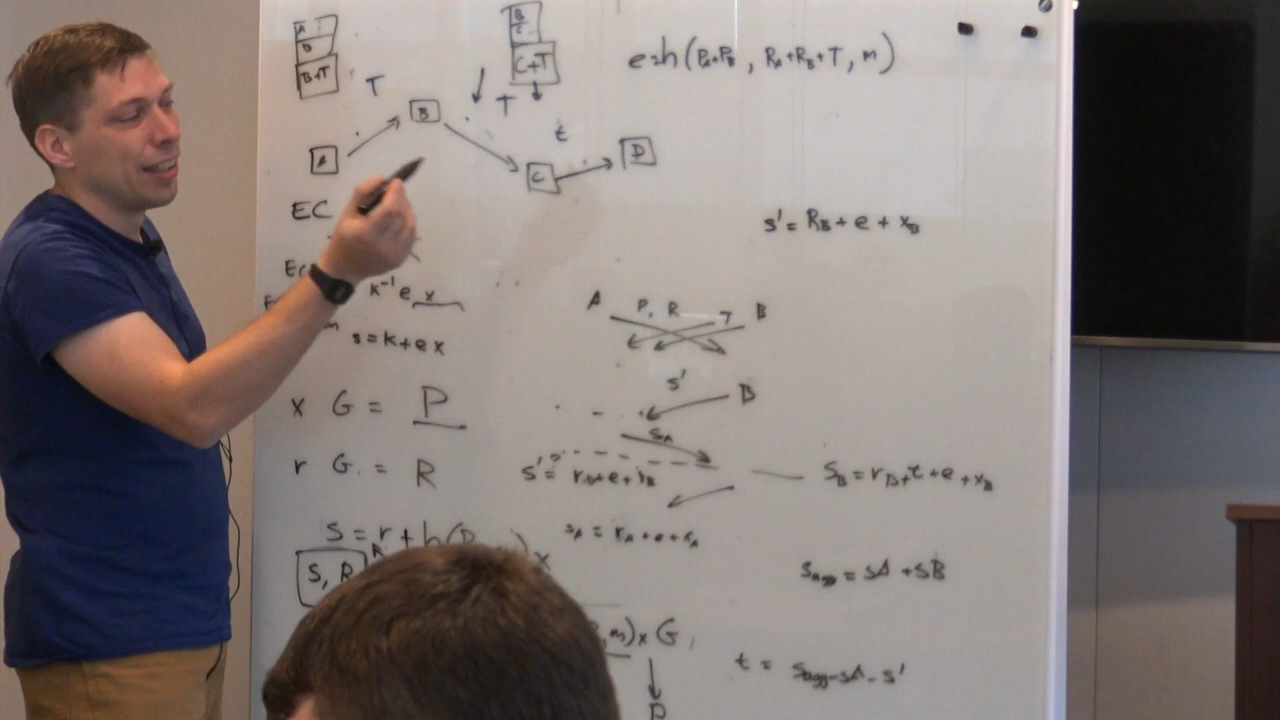 B+T
C+T
e=h(P_A+P_B, R_A+R_B+T, m)
T
B
T
t
A
C
D
EC
s' = R_B + e + x_B
k⁻¹ e x
s = k + e x
A P, R B
x G = P
s' B
s_A
r G = R
s' = r_B+e+x_B
S_B = r_B+t+e+x_B
S = r + h(
x
s_A = r_A+e+x_A
S, R
s_agg = sA + sB
m) x G
t = s_agg - sA - s'